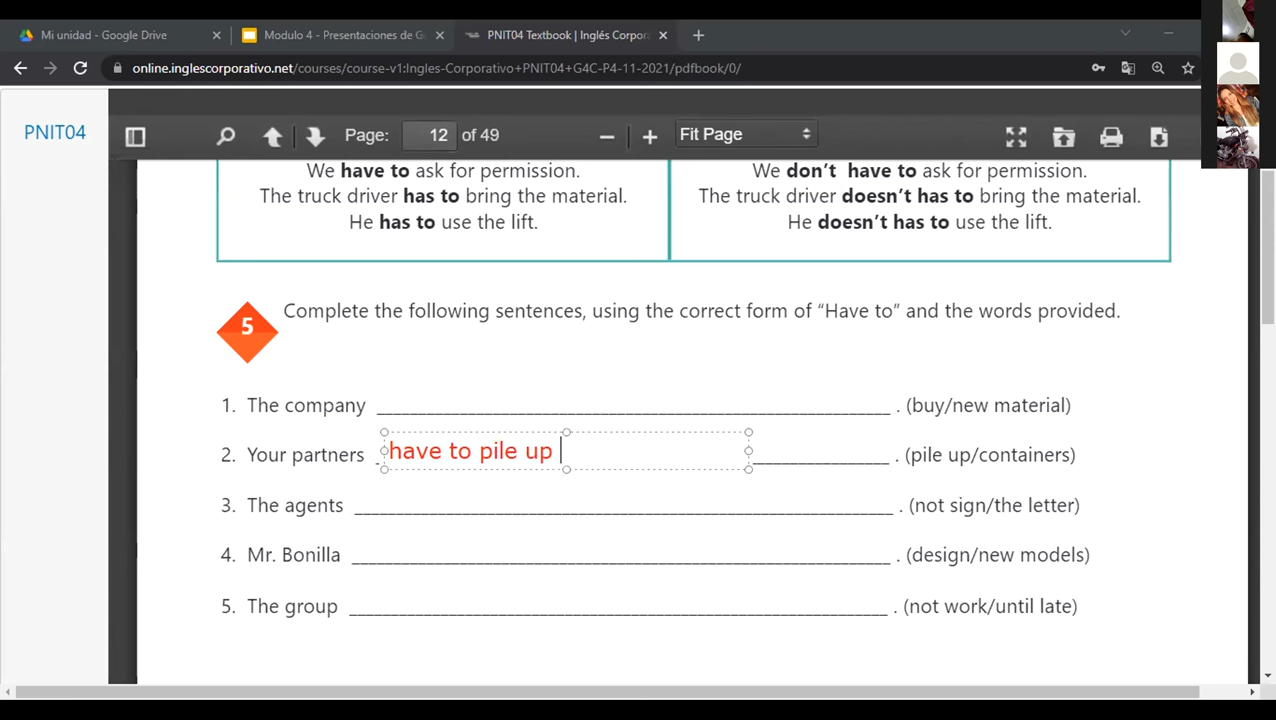 Mi unidad - Google Drive
Modulo 4 - Presentaciones de G
PNIT04 Textbook | Inglés Corpor
online.inglescorporativo.net/courses/course-v1:Ingles-Corporativo+PNIT04+G4C-P4-11-2021/pdfbook/0/
PNIT04
Page: 12 of 49
Fit Page
We have to ask for permission.
The truck driver has to bring the material.
He has to use the lift.
We don't have to ask for permission.
The truck driver doesn't has to bring the material.
He doesn't has to use the lift.
5 Complete the following sentences, using the correct form of “Have to” and the words provided.
1. The company ______ . (buy/new material)
2. Your partners have to pile up ______ . (pile up/containers)
3. The agents ______ . (not sign/the letter)
4. Mr. Bonilla ______ . (design/new models)
5. The group ______ . (not work/until late)